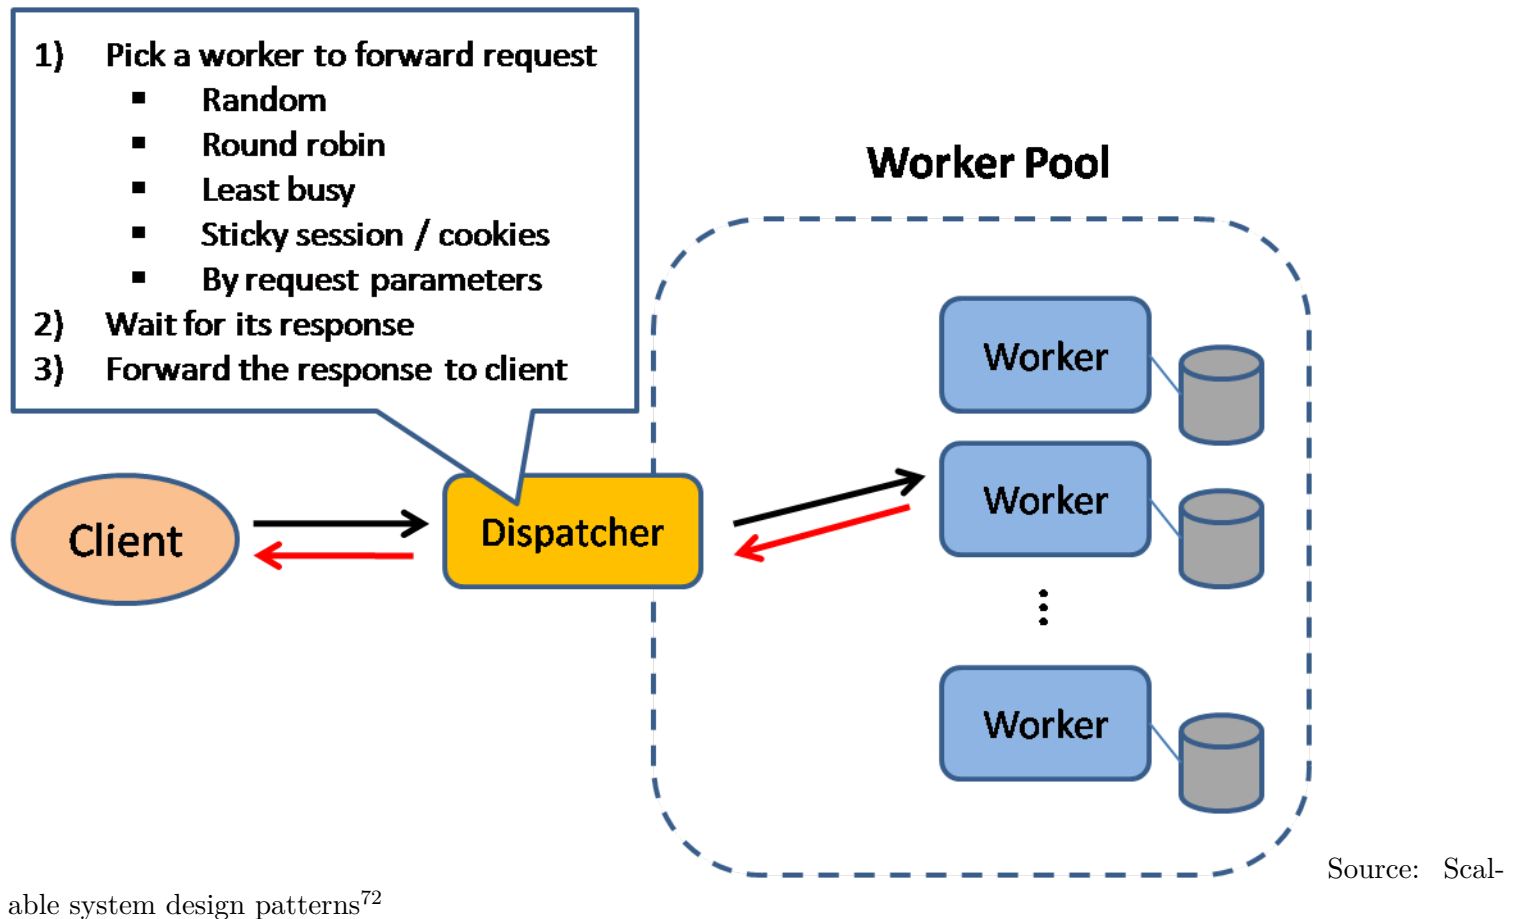 1) Pick a worker to forward request
▪ Random
▪ Round robin
▪ Least busy
▪ Sticky session / cookies
▪ By request parameters
2) Wait for its response
3) Forward the response to client
Worker Pool
Worker
Worker
Client
Dispatcher
Worker
Source: Scal-
able system design patterns72